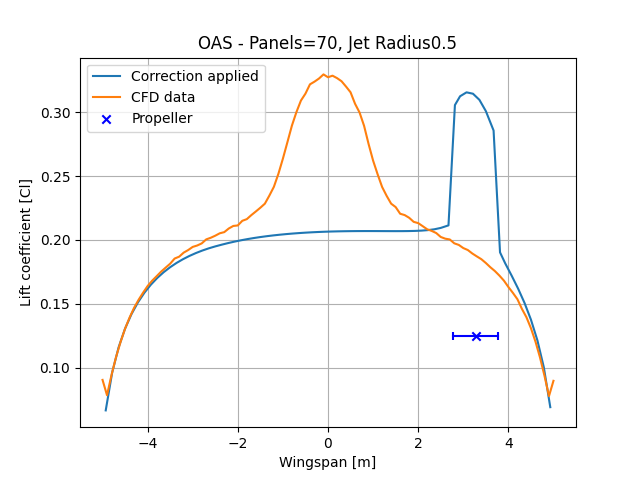 OAS - Panels=70, Jet Radius0.5
Correction applied
CFD data
Propeller
Lift coefficient [Cl]
0.30
0.25
0.20
0.15
0.10
−4
−2
0
2
4
Wingspan [m]